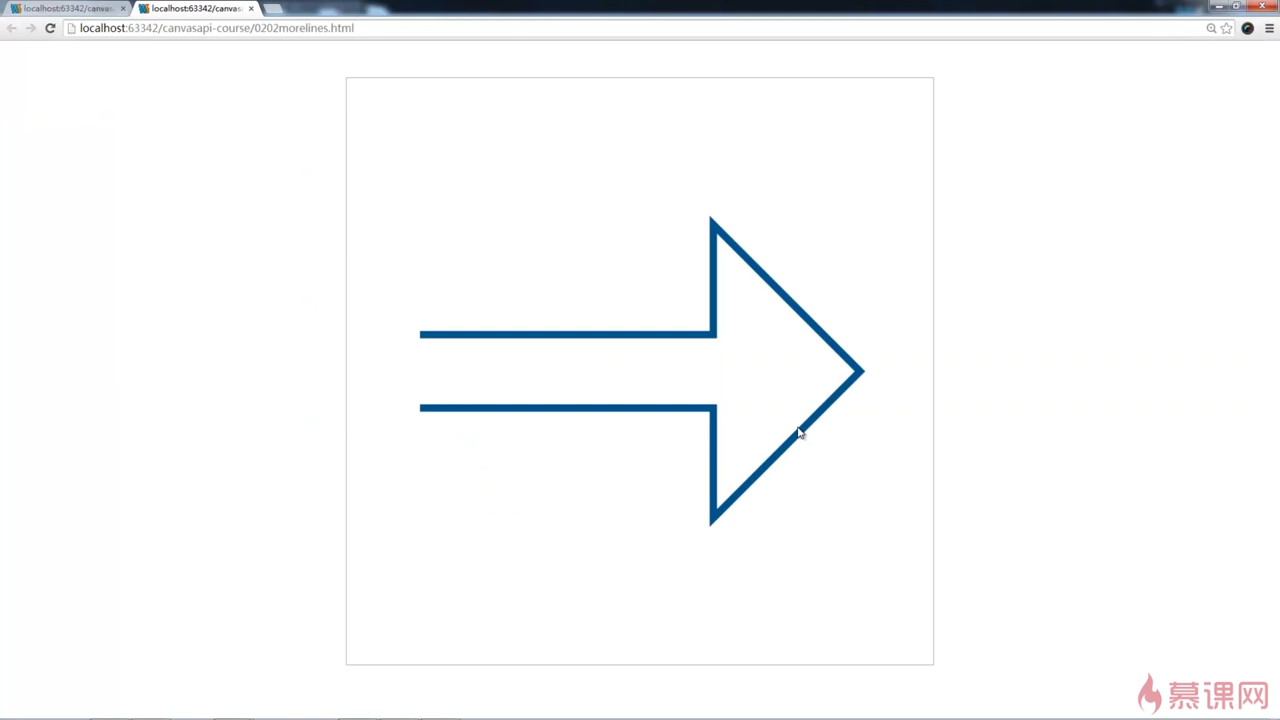 localhost:63342/canvas
localhost:63342/canvas
localhost:63342/canvasapi-course/0202morelines.html
慕课网